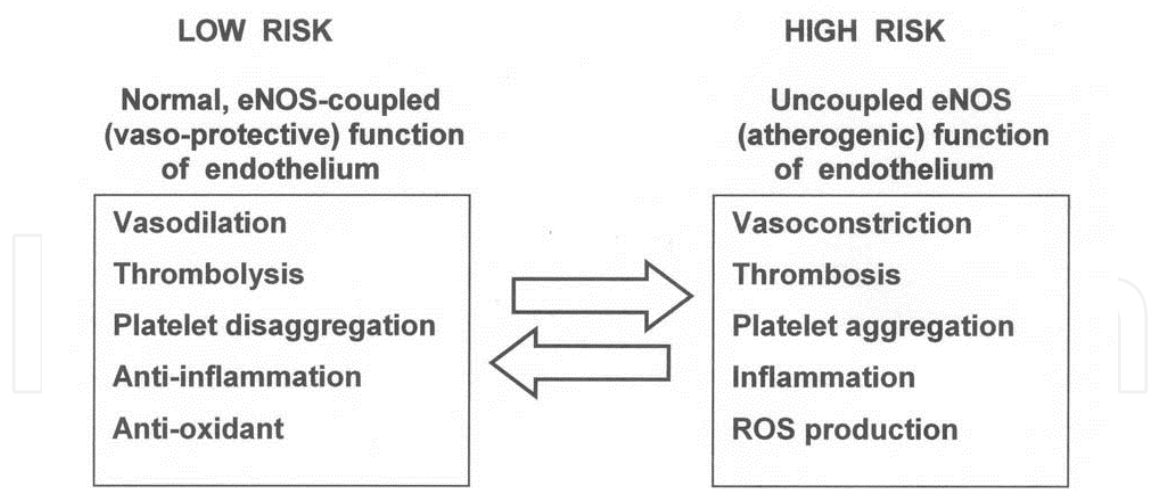 LOW RISK
Normal, eNOS-coupled
(vaso-protective) function
of endothelium
Vasodilation
Thrombolysis
Platelet disaggregation
Anti-inflammation
Anti-oxidant
HIGH RISK
Uncoupled eNOS
(atherogenic) function
of endothelium
Vasoconstriction
Thrombosis
Platelet aggregation
Inflammation
ROS production